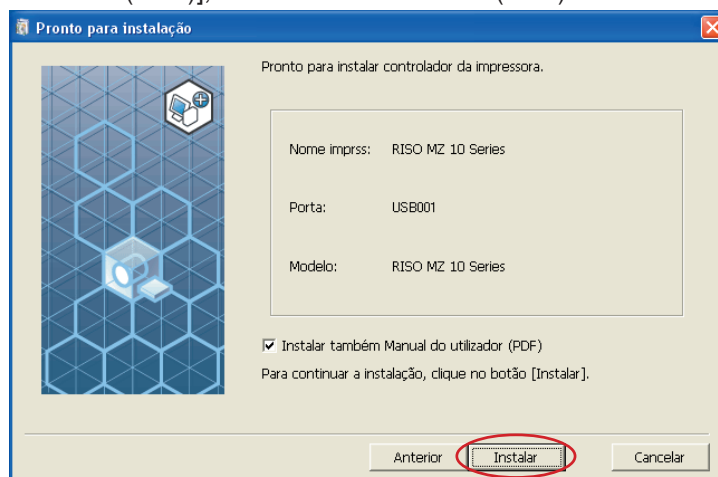 Pronto para instalação
Pronto para instalar controlador da impressora.
Nome imprss: RISO MZ 10 Series
Porta: USB001
Modelo: RISO MZ 10 Series
Instalar também Manual do utilizador (PDF)
Para continuar a instalação, clique no botão [Instalar].
Anterior Instalar Cancelar